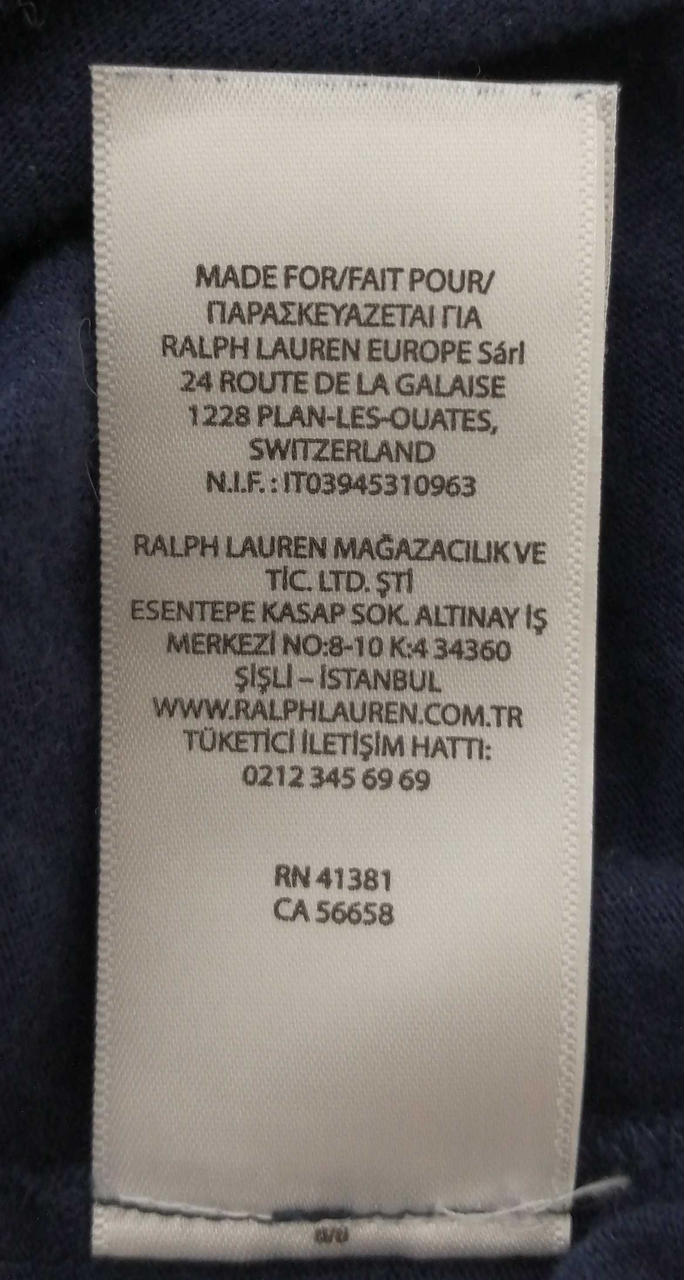 MADE FOR/FAIT POUR/
ΠΑΡΑΣΚΕΥΑΖΕΤΑΙ ΓΙΑ
RALPH LAUREN EUROPE Sárl
24 ROUTE DE LA GALAISE
1228 PLAN-LES-OUATES,
SWITZERLAND
N.I.F. : IT03945310963
RALPH LAUREN MAĞAZACILIK VE
TİC. LTD. ŞTİ
ESENTEPE KASAP SOK. ALTINAY İŞ
MERKEZİ NO:8-10 K:4 34360
ŞİŞLİ – İSTANBUL
WWW.RALPHLAUREN.COM.TR
TÜKETİCİ İLETİŞİM HATTI:
0212 345 69 69
RN 41381
CA 56658